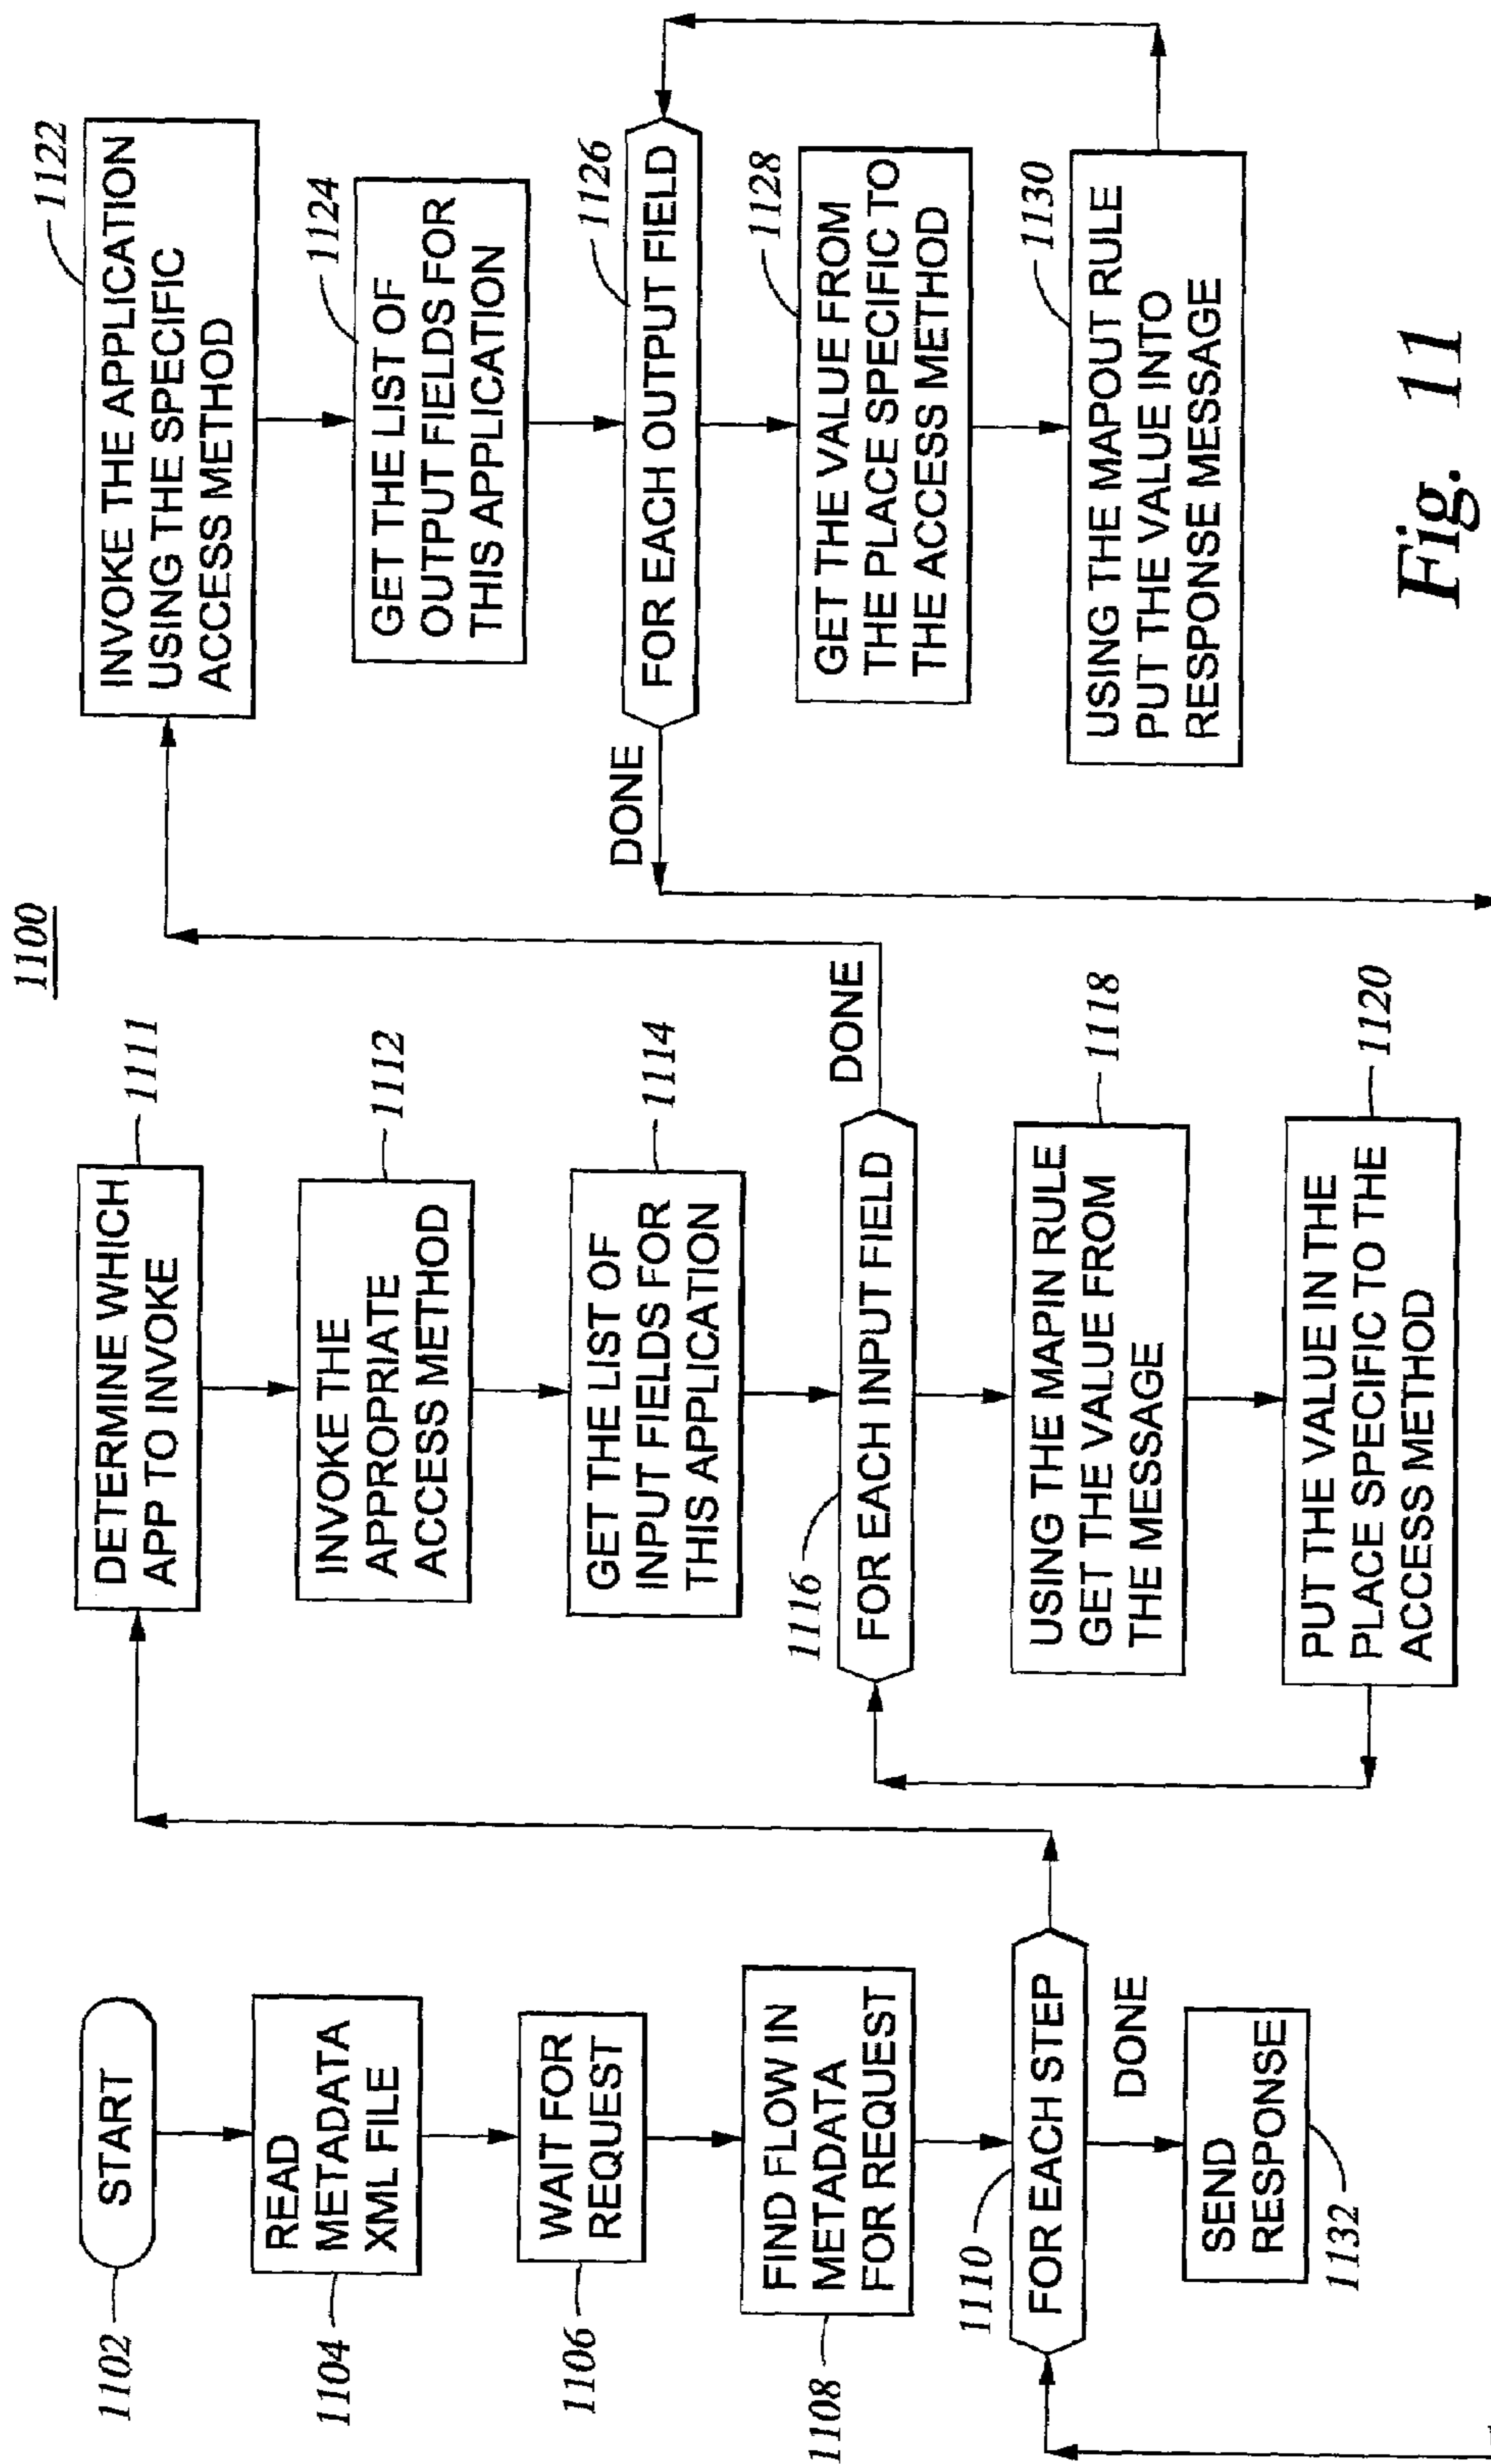 1100
1102
START
1104
READ
METADATA
XML FILE
1106
WAIT FOR
REQUEST
1108
FIND FLOW IN
METADATA
FOR REQUEST
1110
FOR EACH STEP
DONE
SEND
RESPONSE
1132
DETERMINE WHICH
APP TO INVOKE
1111
INVOKE THE
APPROPRIATE
ACCESS METHOD
1112
GET THE LIST OF
INPUT FIELDS FOR
THIS APPLICATION
1114
1116
FOR EACH INPUT FIELD
DONE
USING THE MAPIN RULE
GET THE VALUE FROM
THE MESSAGE
1118
PUT THE VALUE IN THE
PLACE SPECIFIC TO THE
ACCESS METHOD
1120
INVOKE THE APPLICATION
USING THE SPECIFIC
ACCESS METHOD
1122
GET THE LIST OF
OUTPUT FIELDS FOR
THIS APPLICATION
1124
FOR EACH OUTPUT FIELD
1126
DONE
GET THE VALUE FROM
THE PLACE SPECIFIC TO
THE ACCESS METHOD
1128
USING THE MAPOUT RULE
PUT THE VALUE INTO
RESPONSE MESSAGE
1130
Fig. 11